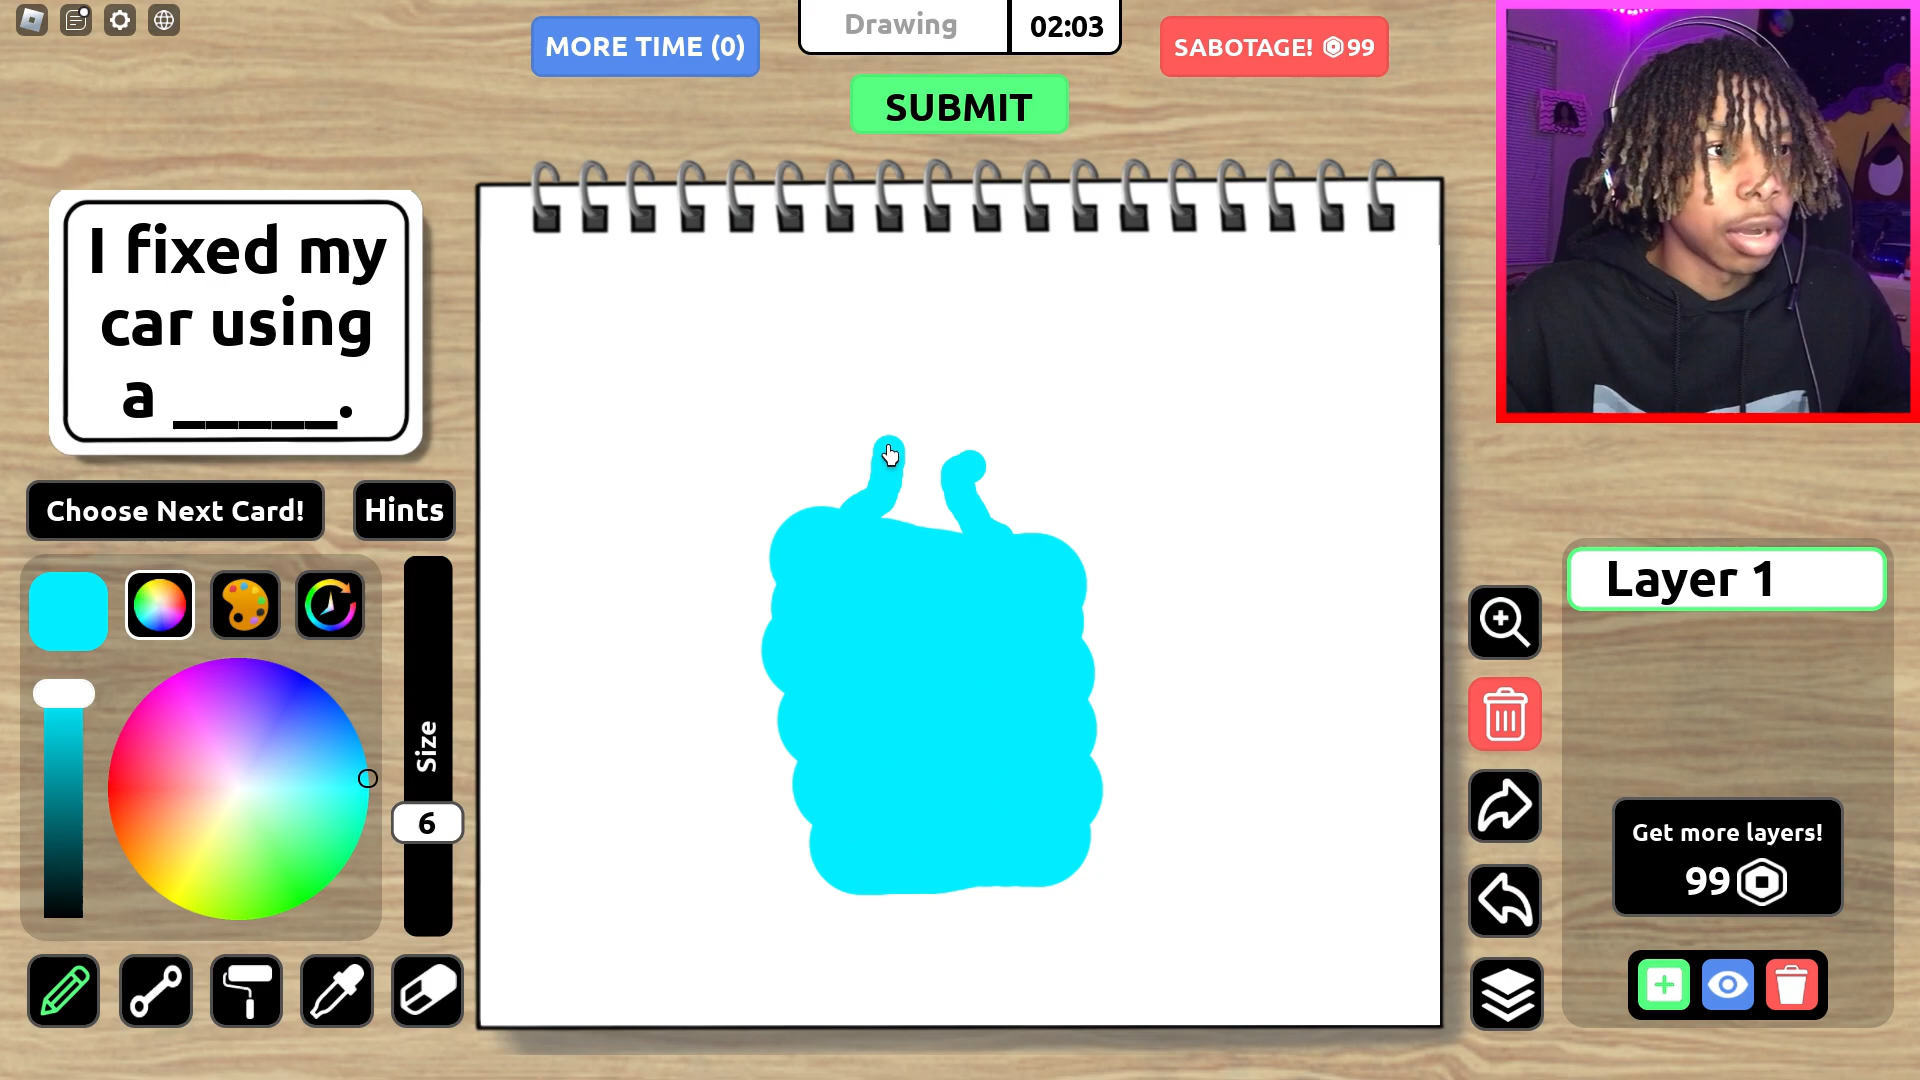 MORE TIME (0)
Drawing
02:03
SABOTAGE! 99
SUBMIT
I fixed my
car using
a _____.
Choose Next Card!
Hints
Size
6
Layer 1
Get more layers!
99